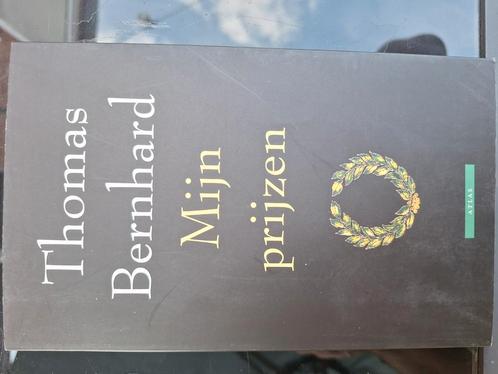 Thomas
Bernhard
Mijn
prijzen
ATLAS